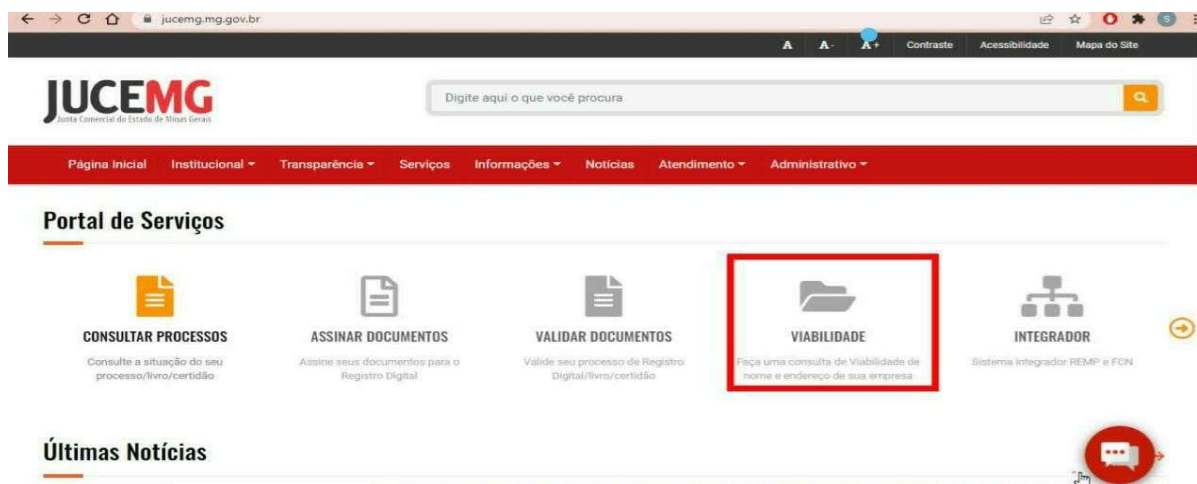 jucemg.mg.gov.br
S
A A- A+ Contraste Acessibilidade Mapa do Site
JUCEMG
Junta Comercial do Estado de Minas Gerais
Digite aqui o que você procura
Página Inicial Institucional Transparência Serviços Informações Notícias Atendimento Administrativo
Portal de Serviços
CONSULTAR PROCESSOS
Consulte a situação do seu
processo/livro/certidão
ASSINAR DOCUMENTOS
Assine seus documentos para o
Registro Digital
VALIDAR DOCUMENTOS
Valide seu processo de Registro
Digital/livro/certidão
VIABILIDADE
Faça uma consulta de Viabilidade de
nome e endereço de sua empresa
INTEGRADOR
Sistema integrador REMP e FCN
Últimas Notícias